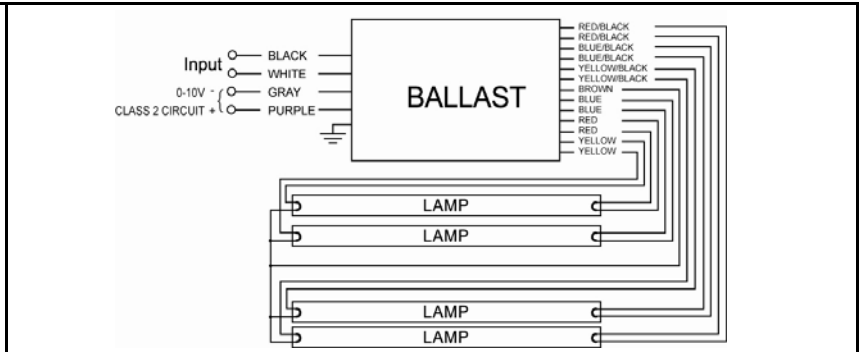 Input
BLACK
WHITE
0-10V -
GRAY
CLASS 2 CIRCUIT +
PURPLE
BALLAST
RED/BLACK
RED/BLACK
BLUE/BLACK
BLUE/BLACK
YELLOW/BLACK
YELLOW/BLACK
BROWN
BLUE
BLUE
RED
RED
YELLOW
YELLOW
LAMP
LAMP
LAMP
LAMP